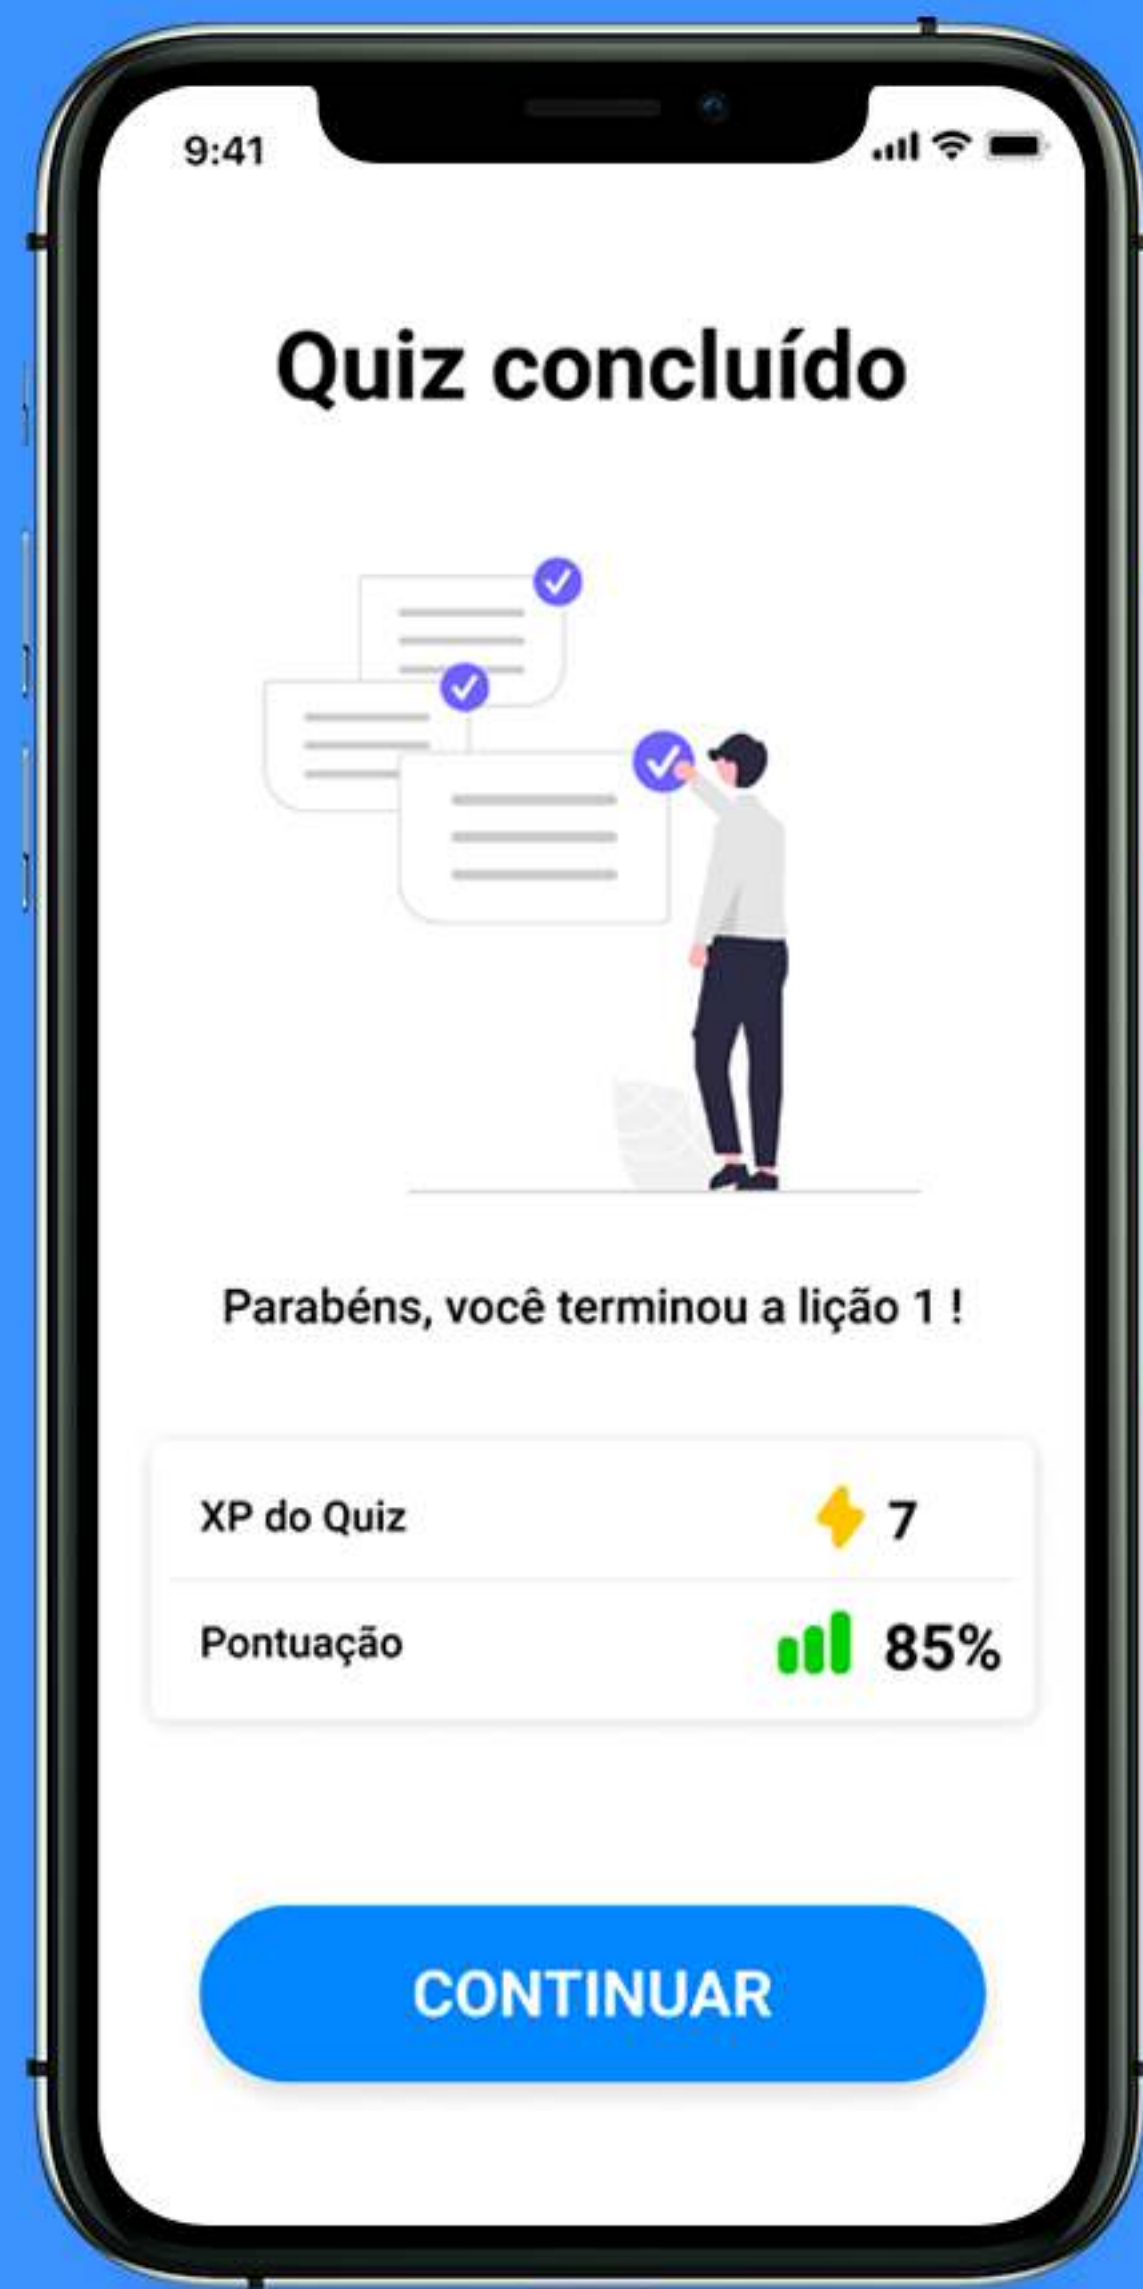 9:41
Quiz concluído
Parabéns, você terminou a lição 1 !
XP do Quiz 7
Pontuação 85%
CONTINUAR